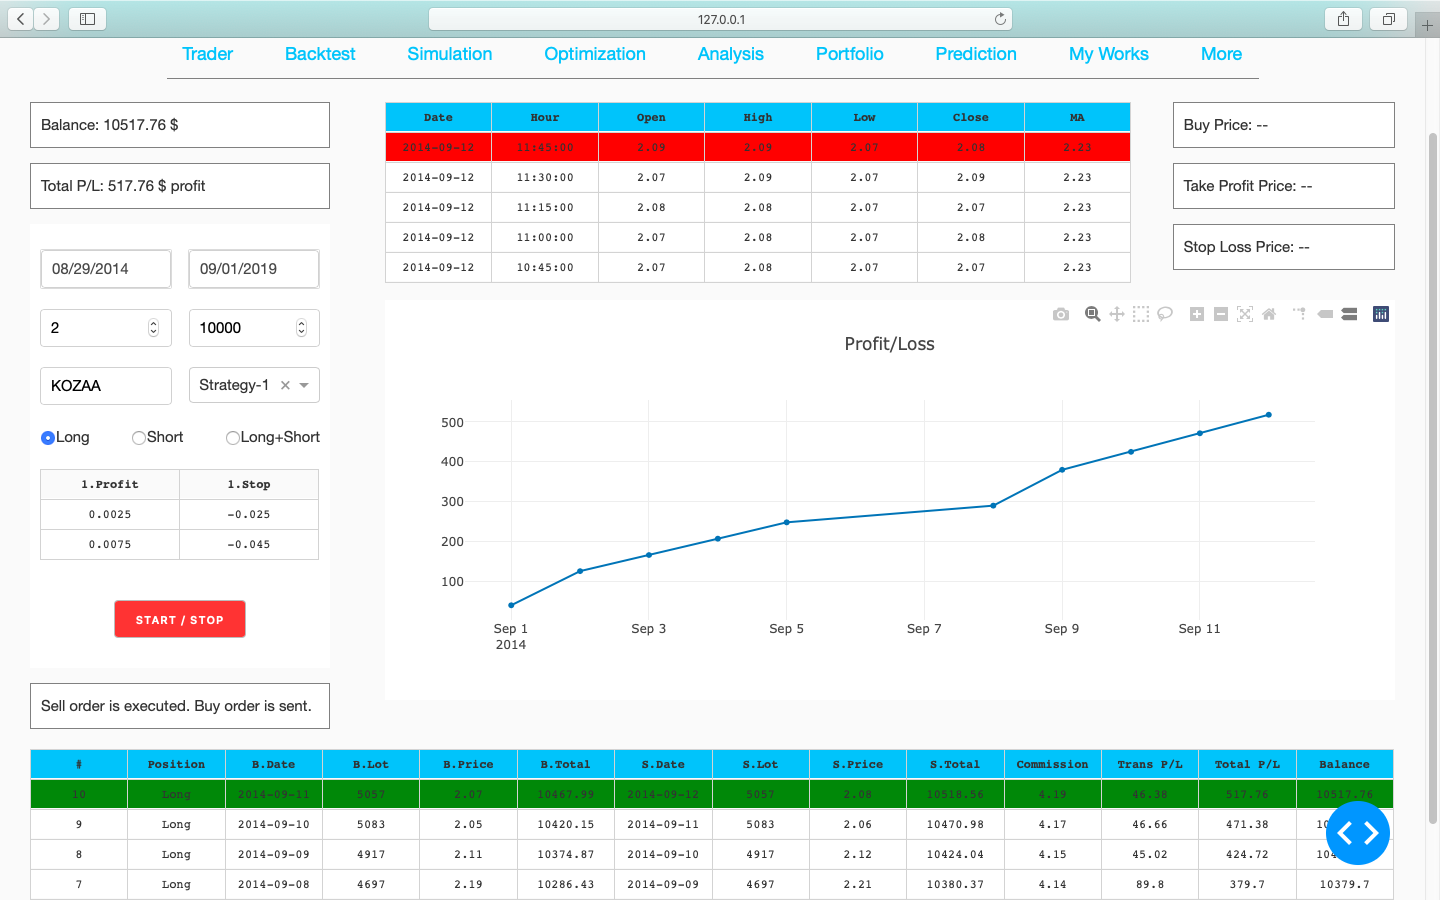 127.0.0.1
Trader Backtest Simulation Optimization Analysis Portfolio Prediction My Works More
Balance: 10517.76 $
Total P/L: 517.76 $ profit
08/29/2014 09/01/2019
2 10000
KOZAA Strategy-1
Long Short Long+Short
1.Profit 1.Stop
0.0025 -0.025
0.0075 -0.045
START / STOP
Sell order is executed. Buy order is sent.
Date Hour Open High Low Close MA
2014-09-12 11:45:00 2.09 2.09 2.07 2.08 2.23
2014-09-12 11:30:00 2.07 2.09 2.07 2.09 2.23
2014-09-12 11:15:00 2.08 2.08 2.07 2.07 2.23
2014-09-12 11:00:00 2.07 2.08 2.07 2.08 2.23
2014-09-12 10:45:00 2.07 2.08 2.07 2.07 2.23
Buy Price: --
Take Profit Price: --
Stop Loss Price: --
Profit/Loss
500
400
300
200
100
Sep 1 Sep 3 Sep 5 Sep 7 Sep 9 Sep 11
2014
# Position B.Date B.Lot B.Price B.Total S.Date S.Lot S.Price S.Total Commission Trans P/L Total P/L Balance
10 Long 2014-09-11 5057 2.07 10467.99 2014-09-12 5057 2.08 10518.56 4.19 46.38 517.76 10517.76
9 Long 2014-09-10 5083 2.05 10420.15 2014-09-11 5083 2.06 10470.98 4.17 46.66 471.38
8 Long 2014-09-09 4917 2.11 10374.87 2014-09-10 4917 2.12 10424.04 4.15 45.02 424.72
7 Long 2014-09-08 4697 2.19 10286.43 2014-09-09 4697 2.21 10380.37 4.14 89.8 379.7 10379.7